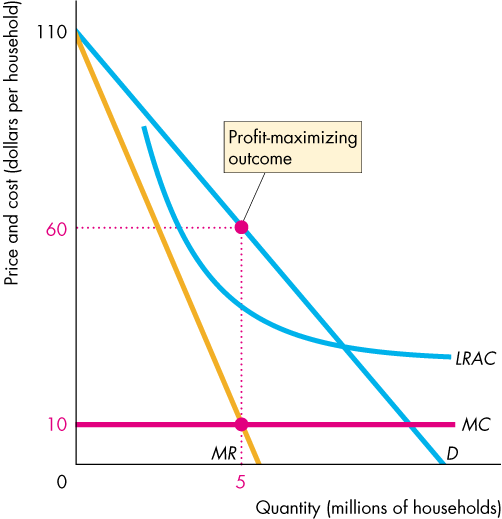 Price and cost (dollars per household)
110
Profit-maximizing
outcome
60
LRAC
10
MC
MR
D
0
5
Quantity (millions of households)